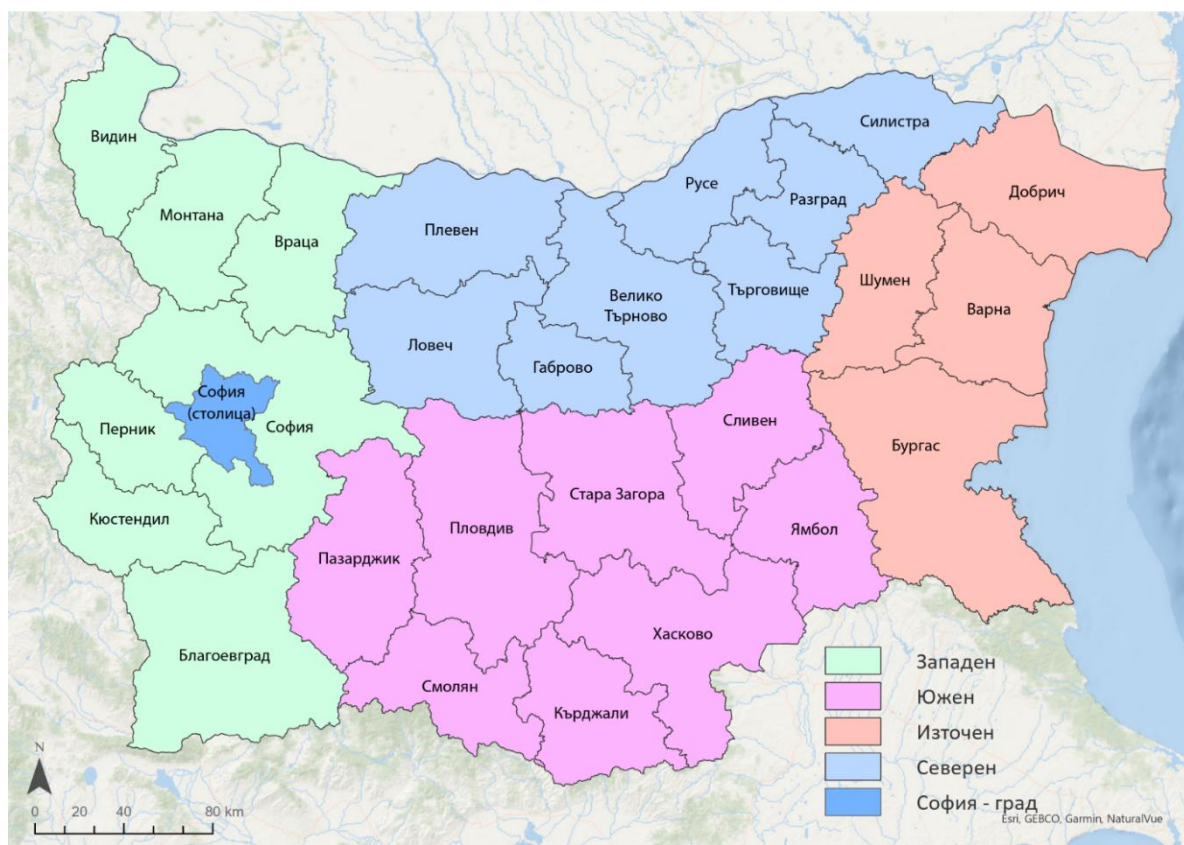 Силистра
Видин
Русе
Добрич
Разград
Монтана
Плевен
Враца
Шумен
Търговище
Велико
Търново
Варна
Ловеч
Габрово
София
(столица)
Перник
София
Сливен
Бургас
Стара Загора
Кюстендил
Пловдив
Ямбол
Пазарджик
Хасково
Благоевград
Смолян
Кърджали
Западен
Южен
Източен
Северен
София - град
N
0 20 40 80 km
Esri, GEBCO, Garmin, NaturalVue